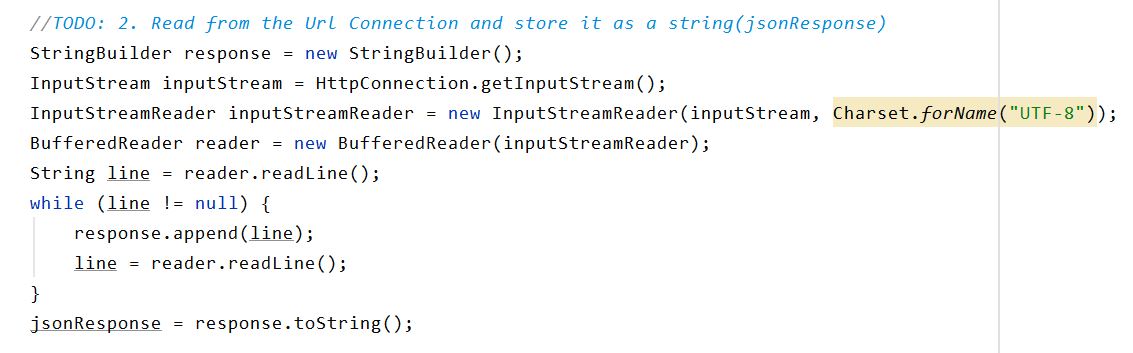 //TODO: 2. Read from the Url Connection and store it as a string(jsonResponse)
StringBuilder response = new StringBuilder();
InputStream inputStream = HttpConnection.getInputStream();
InputStreamReader inputStreamReader = new InputStreamReader(inputStream, Charset.forName("UTF-8"));
BufferedReader reader = new BufferedReader(inputStreamReader);
String line = reader.readLine();
while (line != null) {
    response.append(line);
    line = reader.readLine();
}
jsonResponse = response.toString();